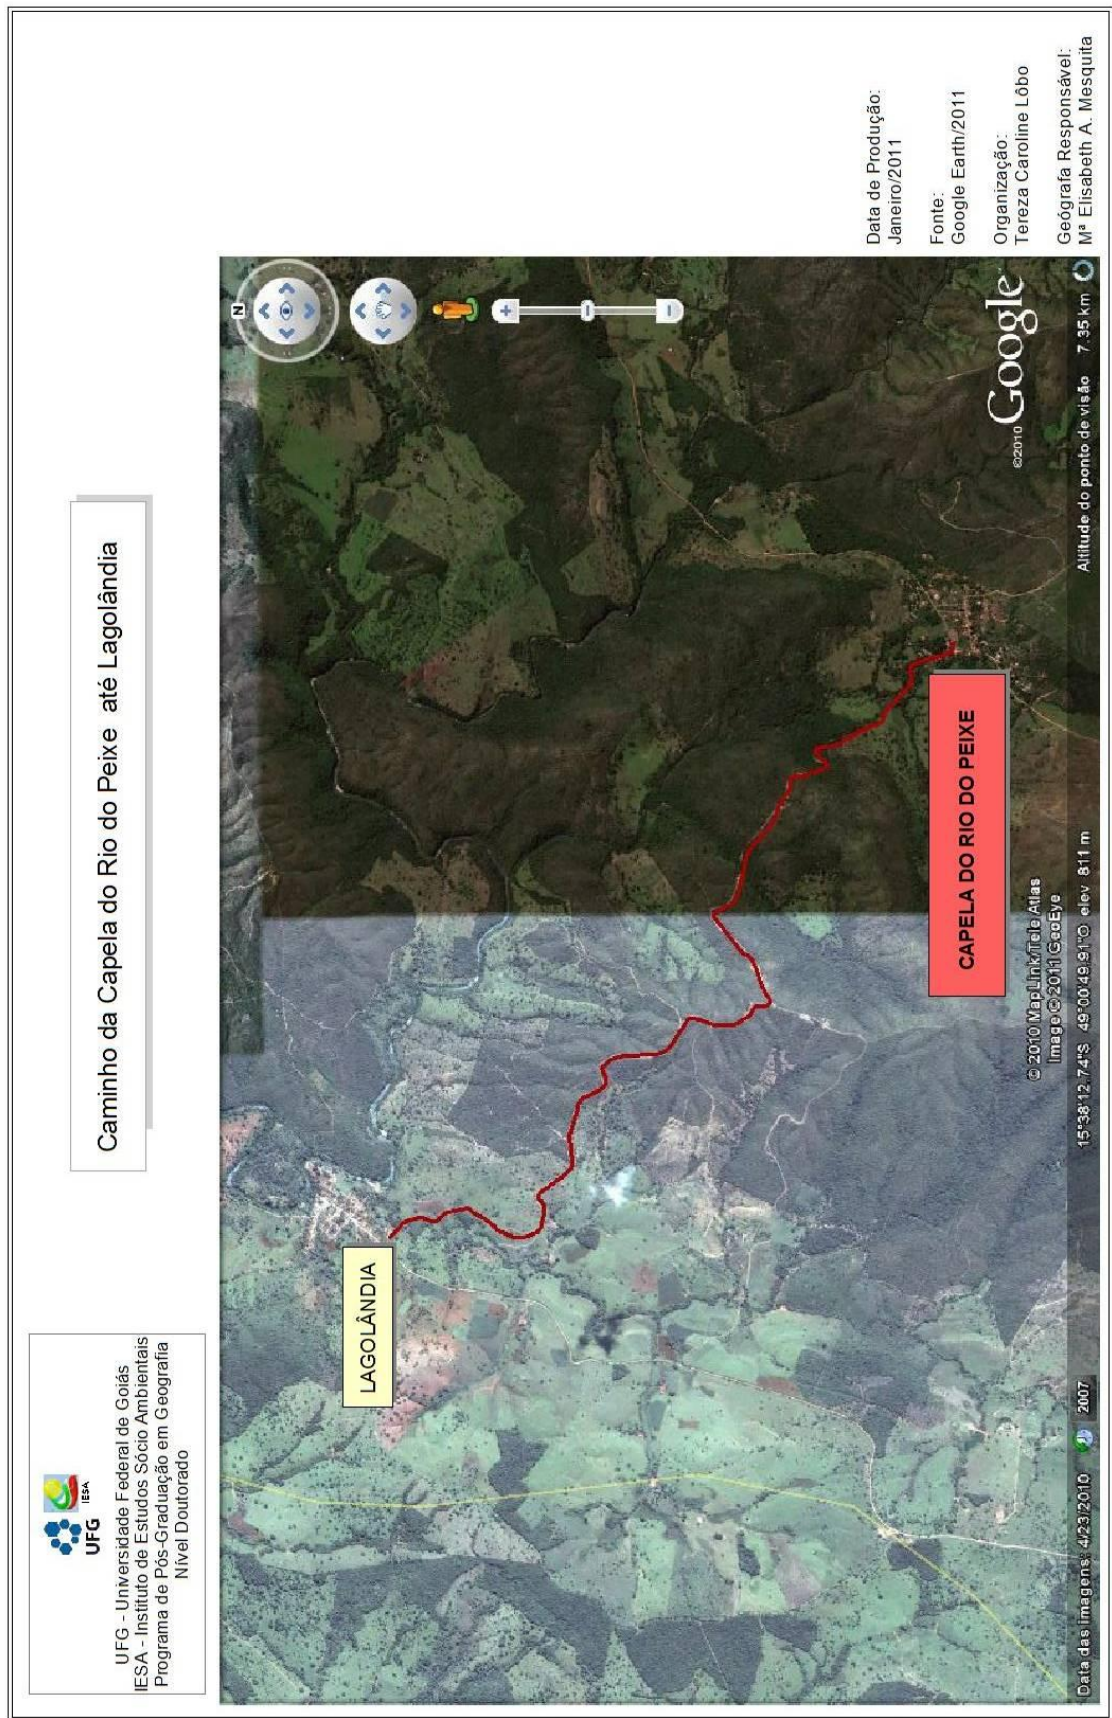 UFG
IESA
UFG - Universidade Federal de Goiás
IESA - Instituto de Estudos Sócio Ambientais
Programa de Pós-Graduação em Geografia
Nível Doutorado
Caminho da Capela do Rio do Peixe até Lagolândia
N
LAGOLÂNDIA
CAPELA DO RIO DO PEIXE
© 2010 MapLink/Tele Atlas
Image © 2011 GeoEye
©2010 Google
Data das imagens: 4/23/2010 2007 15°38'12.74"S 49°00'49.91"O elev 811 m Altitude do ponto de visão 7.35 km
Data de Produção:
Janeiro/2011
Fonte:
Google Earth/2011
Organização:
Tereza Caroline Lôbo
Geógrafa Responsável:
Mª Elisabeth A. Mesquita